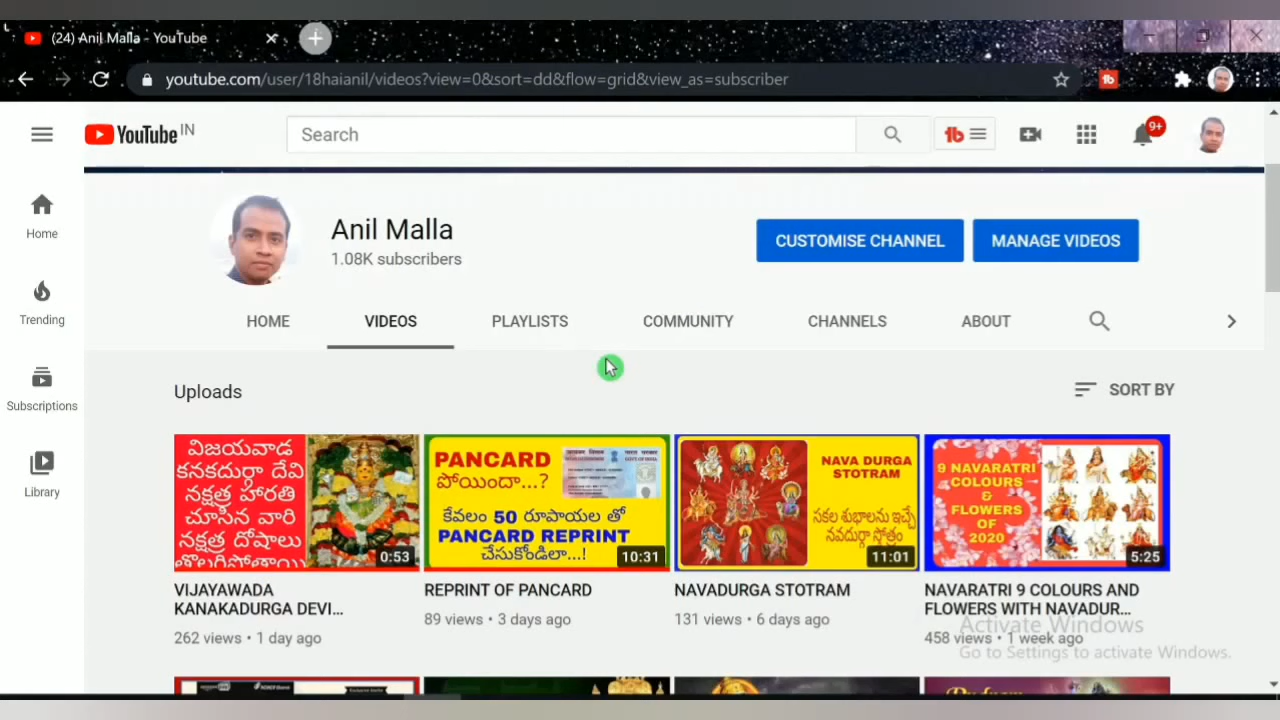 (24) Anil Malla - YouTube
youtube.com/user/18haianil/videos?view=0&sort=dd&flow=grid&view_as=subscriber
YouTube IN
Search
9+
Home
Trending
Subscriptions
Library
Anil Malla
1.08K subscribers
CUSTOMISE CHANNEL
MANAGE VIDEOS
HOME
VIDEOS
PLAYLISTS
COMMUNITY
CHANNELS
ABOUT
Uploads
SORT BY
విజయవాడ
కనకదుర్గా దేవి
నక్షత్ర హారతి
చూసిన వారి
నక్షత్ర దోషాలు
తొలగిపోతాయి
0:53
VIJAYAWADA
KANAKADURGA DEVI...
262 views • 1 day ago
PANCARD
పోయిందా...?
కేవలం 50 రూపాయల తో
PANCARD REPRINT
చేసుకోండిలా...!
10:31
REPRINT OF PANCARD
89 views • 3 days ago
NAVA DURGA
STOTRAM
సకల శుభాలను ఇచ్చే
నవదుర్గా స్తోత్రం
11:01
NAVADURGA STOTRAM
131 views • 6 days ago
9 NAVARATRI
COLOURS
&
FLOWERS
OF
2020
5:25
NAVARATRI 9 COLOURS AND
FLOWERS WITH NAVADUR...
458 views • 1 week ago
Activate Windows
Go to Settings to activate Windows.